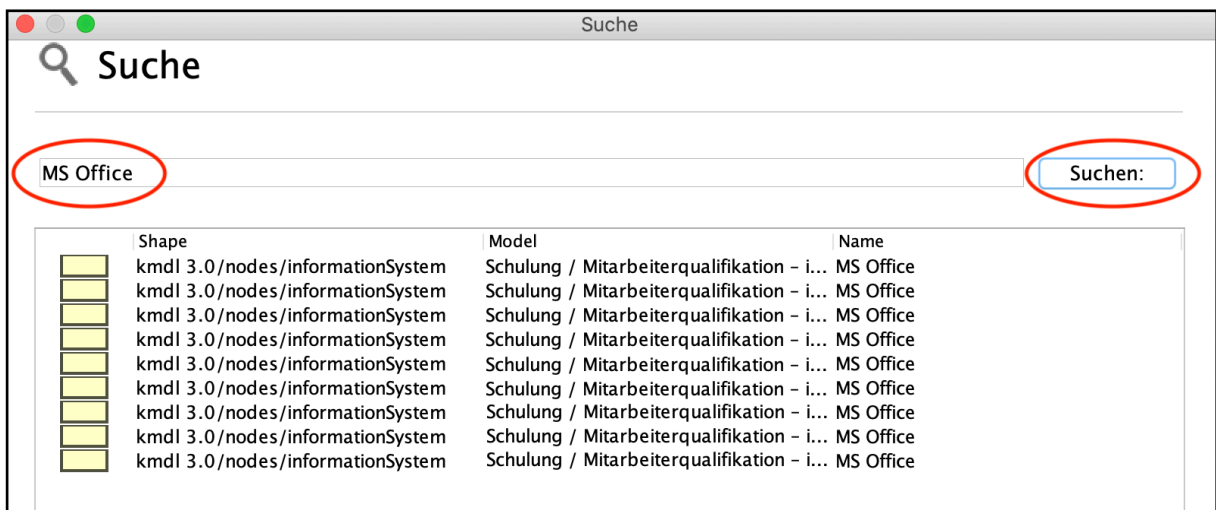 Suche
Suche
MS Office Suchen:
Shape Model Name
kmdl 3.0/nodes/informationSystem Schulung / Mitarbeiterqualifikation – i... MS Office
kmdl 3.0/nodes/informationSystem Schulung / Mitarbeiterqualifikation – i... MS Office
kmdl 3.0/nodes/informationSystem Schulung / Mitarbeiterqualifikation – i... MS Office
kmdl 3.0/nodes/informationSystem Schulung / Mitarbeiterqualifikation – i... MS Office
kmdl 3.0/nodes/informationSystem Schulung / Mitarbeiterqualifikation – i... MS Office
kmdl 3.0/nodes/informationSystem Schulung / Mitarbeiterqualifikation – i... MS Office
kmdl 3.0/nodes/informationSystem Schulung / Mitarbeiterqualifikation – i... MS Office
kmdl 3.0/nodes/informationSystem Schulung / Mitarbeiterqualifikation – i... MS Office
kmdl 3.0/nodes/informationSystem Schulung / Mitarbeiterqualifikation – i... MS Office